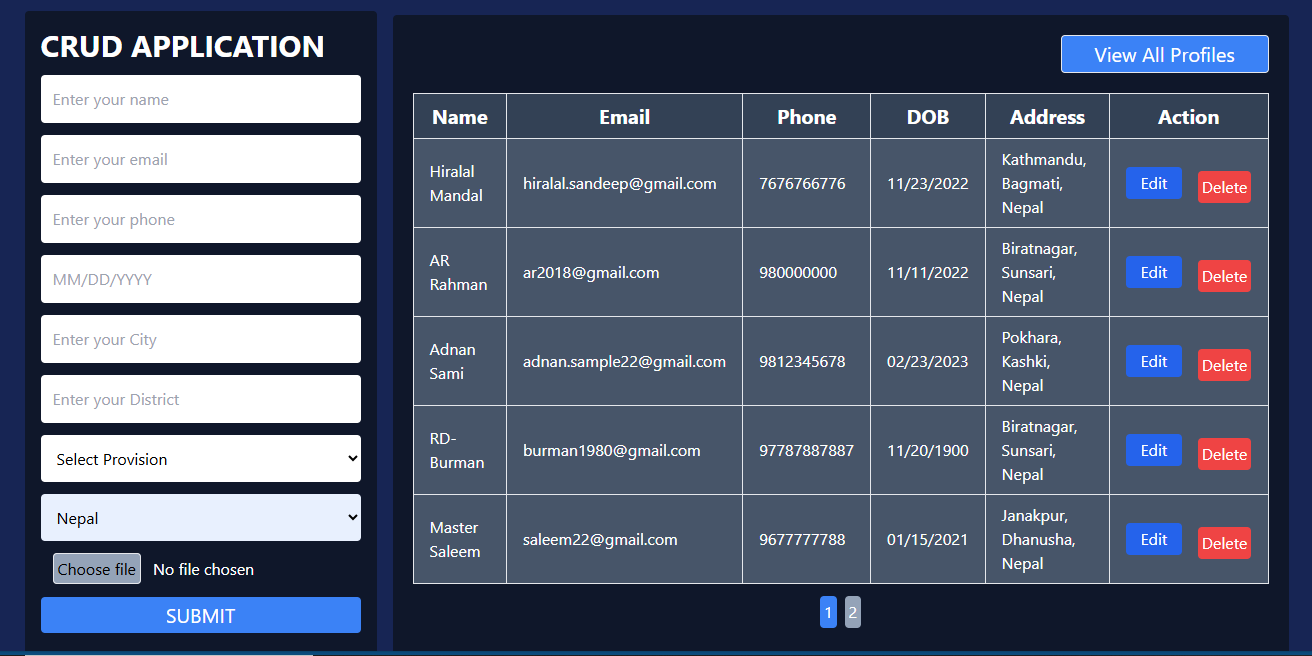 CRUD APPLICATION
Enter your name
Enter your email
Enter your phone
MM/DD/YYYY
Enter your City
Enter your District
Select Provision
Nepal
Choose file No file chosen
SUBMIT
View All Profiles
Name Email Phone DOB Address Action
Hiralal
Mandal
hiralal.sandeep@gmail.com
7676766776
11/23/2022
Kathmandu,
Bagmati,
Nepal
Edit Delete
AR
Rahman
ar2018@gmail.com
980000000
11/11/2022
Biratnagar,
Sunsari,
Nepal
Edit Delete
Adnan
Sami
adnan.sample22@gmail.com
9812345678
02/23/2023
Pokhara,
Kashki,
Nepal
Edit Delete
RD-
Burman
burman1980@gmail.com
97787887887
11/20/1900
Biratnagar,
Sunsari,
Nepal
Edit Delete
Master
Saleem
saleem22@gmail.com
9677777788
01/15/2021
Janakpur,
Dhanusha,
Nepal
Edit Delete
1 2